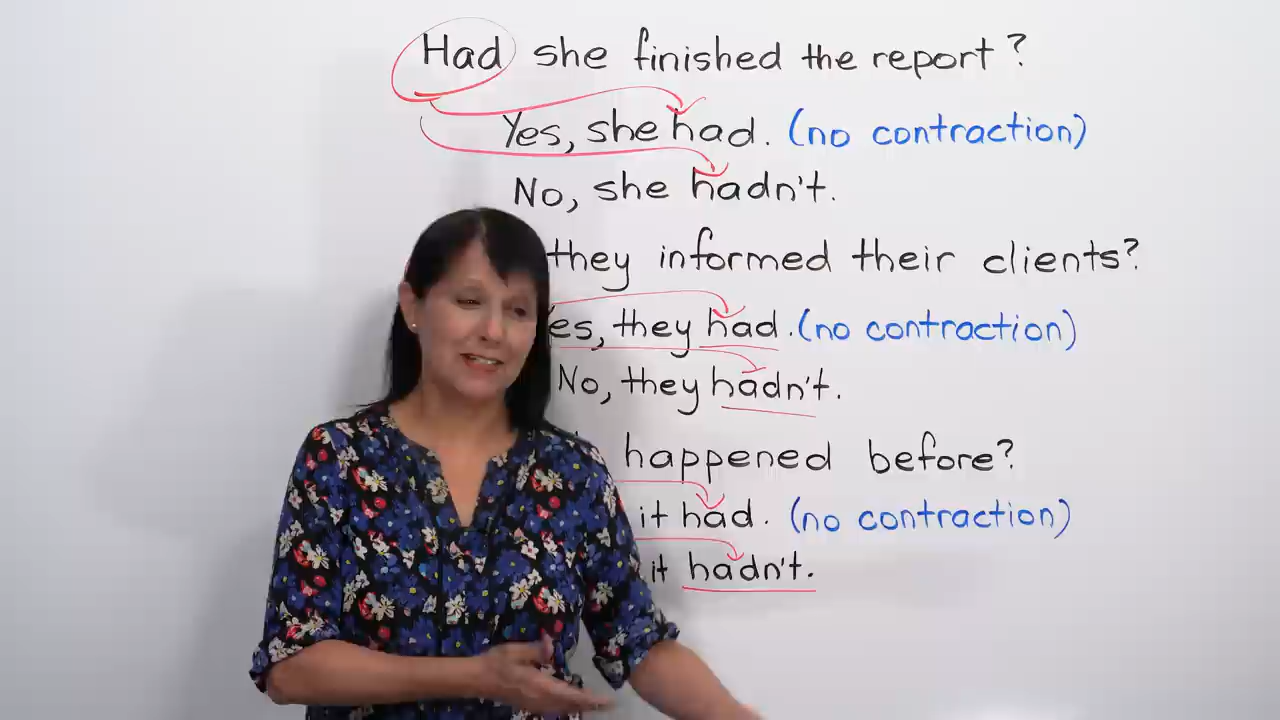 Had she finished the report?
Yes, she had. (no contraction)
No, she hadn't.
they informed their clients?
es, they had. (no contraction)
No, they hadn't.
happened before?
it had. (no contraction)
it hadn't.